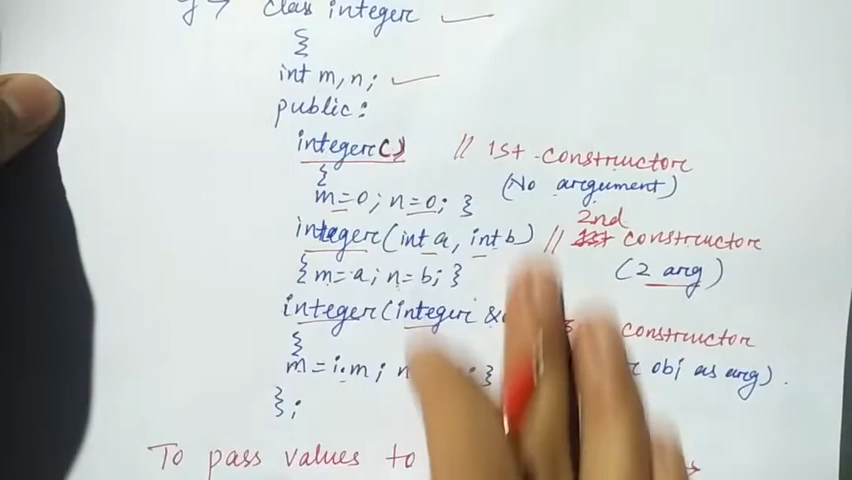 class integer
{
int m, n;
public:
integer() // 1st constructor
{ (No argument)
m=0; n=0; }
2nd
integer(int a, int b) // 1st constructor
{ m=a; n=b; } (2 arg)
integer(integer & constructor
{
m=i.m; n ; } obj as arg).
};
To pass values to